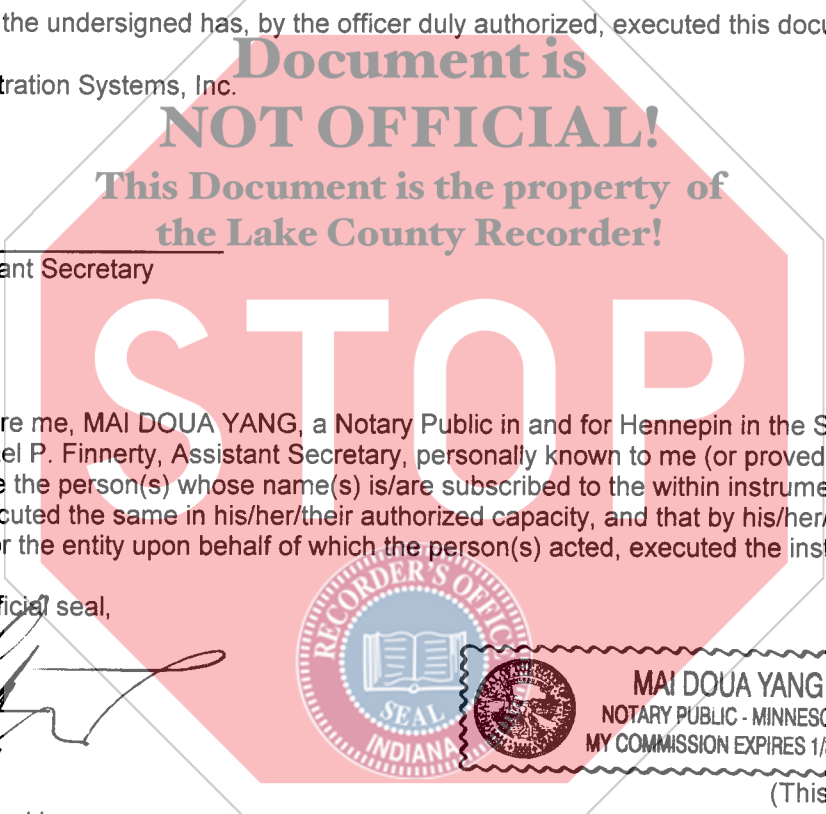 the undersigned has, by the officer duly authorized, executed this docu
Document is
tration Systems, Inc.
NOT OFFICIAL!
This Document is the property of
the Lake County Recorder!
ant Secretary
STOP
re me, MAI DOUA YANG, a Notary Public in and for Hennepin in the S
el P. Finnerty, Assistant Secretary, personally known to me (or proved
e the person(s) whose name(s) is/are subscribed to the within instrume
cuted the same in his/her/their authorized capacity, and that by his/her/
or the entity upon behalf of which the person(s) acted, executed the inst
ficial seal,
RECORDER'S OFFICE
SEAL
INDIANA
MAI DOUA YANG
NOTARY PUBLIC - MINNESO
MY COMMISSION EXPIRES 1/
(This